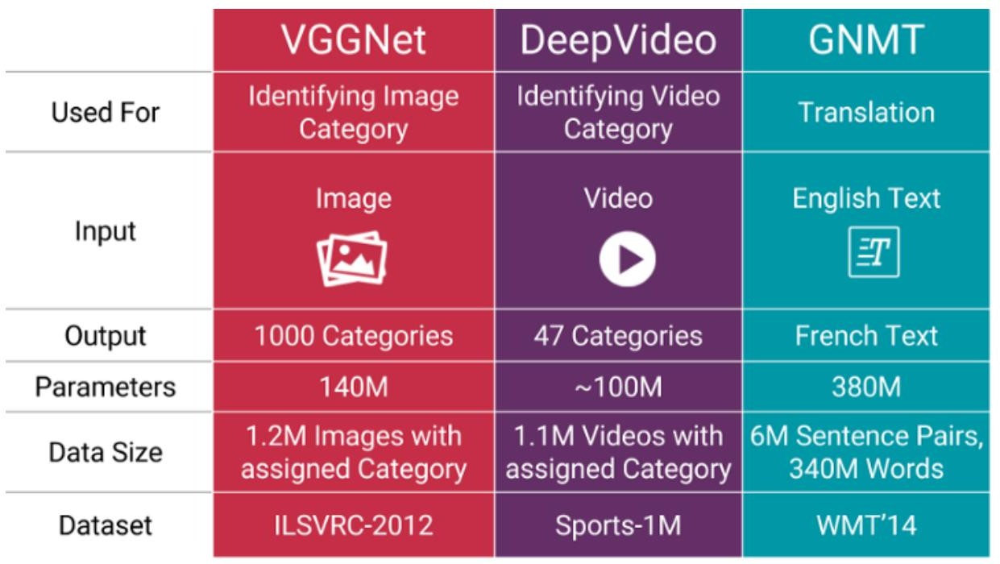 VGGNet DeepVideo GNMT
Used For Identifying Image Category Identifying Video Category Translation
Input Image Video English Text
T
Output 1000 Categories 47 Categories French Text
Parameters 140M ~100M 380M
Data Size 1.2M Images with assigned Category 1.1M Videos with assigned Category 6M Sentence Pairs, 340M Words
Dataset ILSVRC-2012 Sports-1M WMT’14